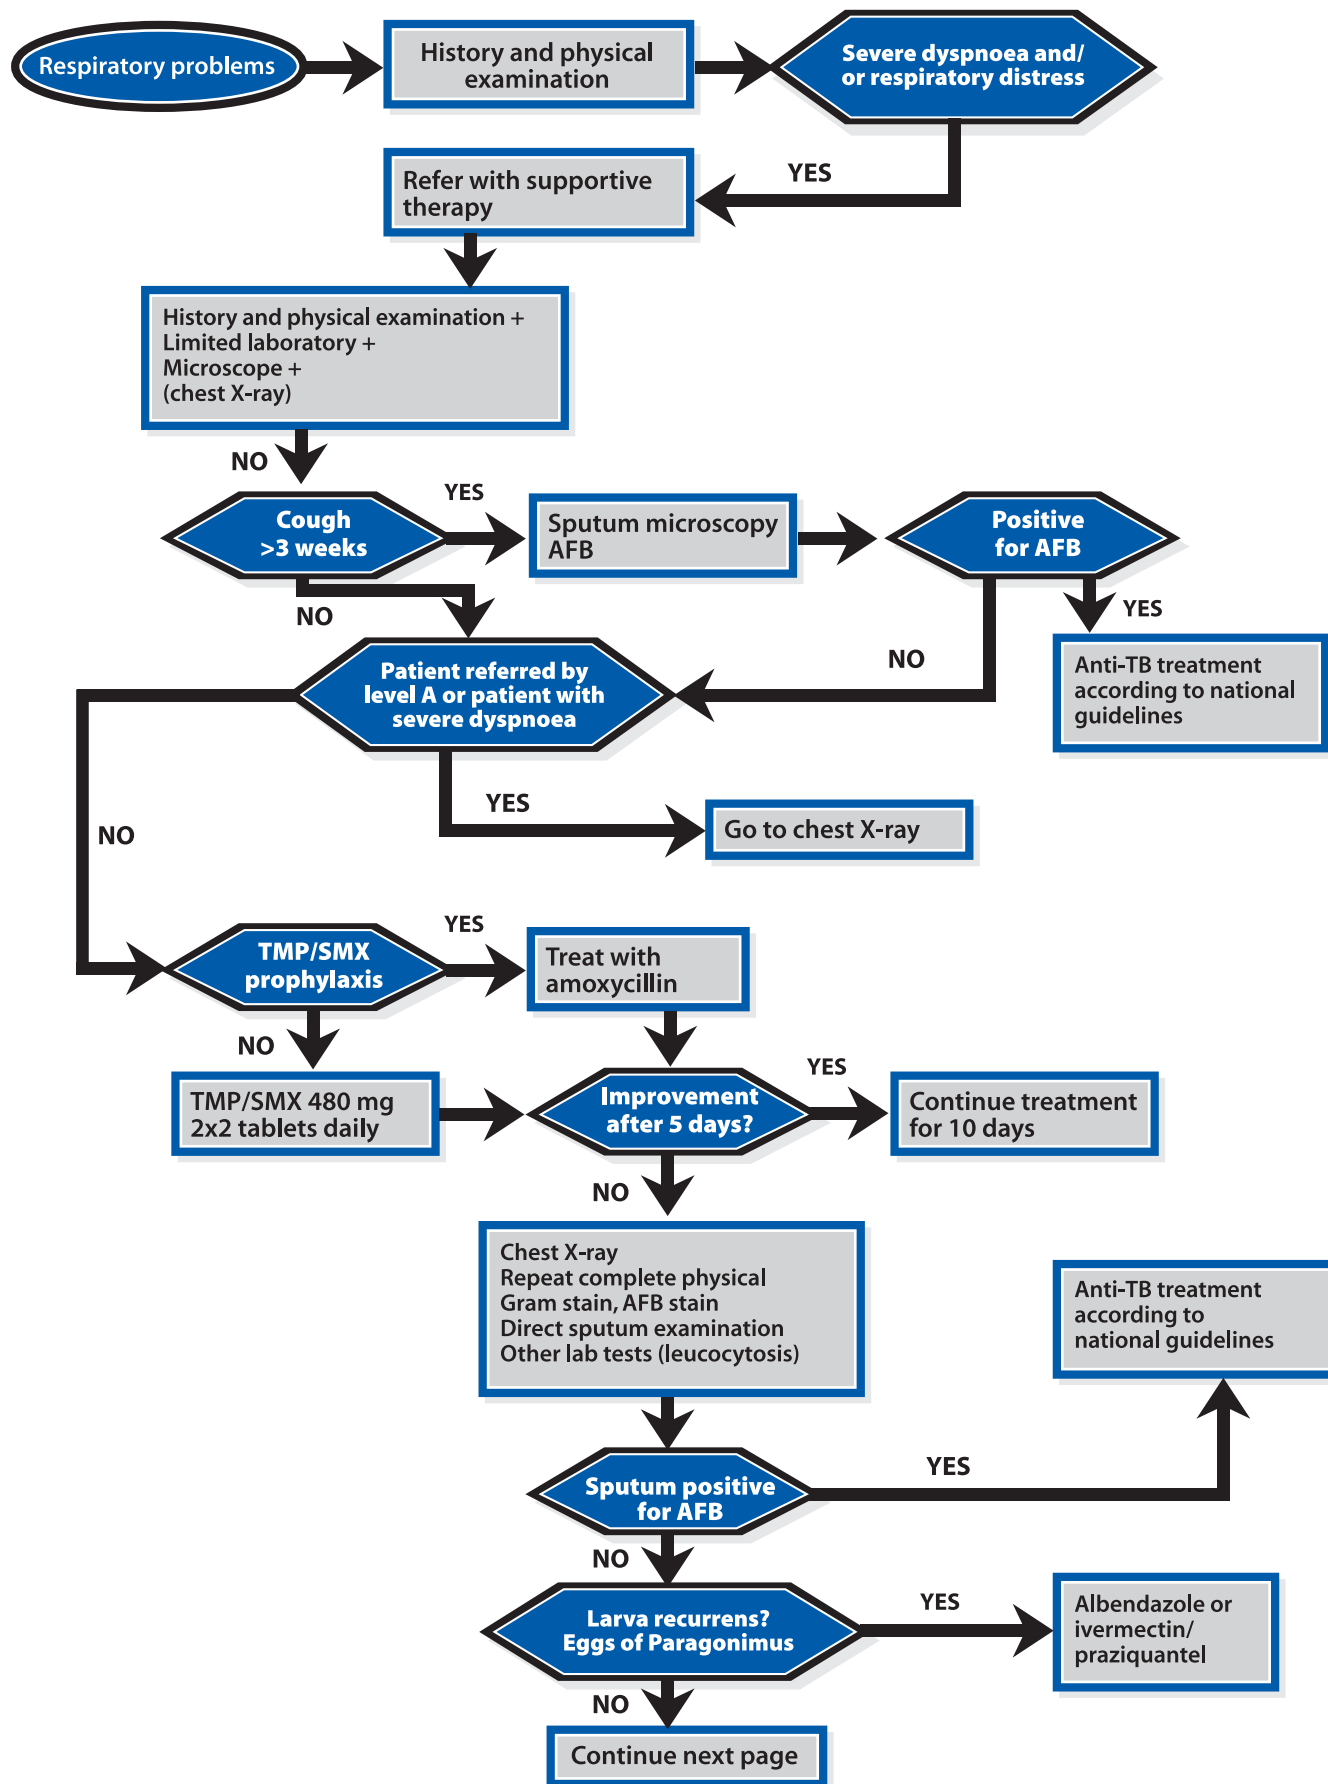 Respiratory problems
History and physical
examination
Severe dyspnoea and/
or respiratory distress
YES
Refer with supportive
therapy
History and physical examination +
Limited laboratory +
Microscope +
(chest X-ray)
NO
Cough
>3 weeks
YES
Sputum microscopy
AFB
Positive
for AFB
NO
YES
Anti-TB treatment
according to national
guidelines
NO
Patient referred by
level A or patient with
severe dyspnoea
YES
Go to chest X-ray
NO
TMP/SMX
prophylaxis
YES
Treat with
amoxycillin
NO
TMP/SMX 480 mg
2x2 tablets daily
Improvement
after 5 days?
YES
Continue treatment
for 10 days
NO
Chest X-ray
Repeat complete physical
Gram stain, AFB stain
Direct sputum examination
Other lab tests (leucocytosis)
Anti-TB treatment
according to
national guidelines
Sputum positive
for AFB
YES
NO
Larva recurrens?
Eggs of Paragonimus
YES
Albendazole or
ivermectin/
praziquantel
NO
Continue next page